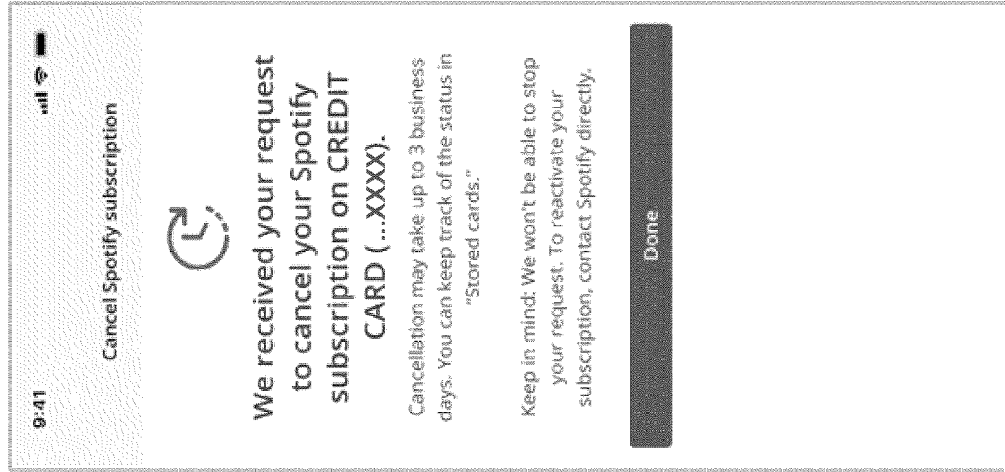 9:41
Cancel Spotify subscription
We received your request
to cancel your Spotify
subscription on CREDIT
CARD (...XXXX).
Cancellation may take up to 3 business
days. You can keep track of the status in
"Stored cards."
Keep in mind: We won't be able to stop
your request. To reactivate your
subscription, contact Spotify directly.
Done